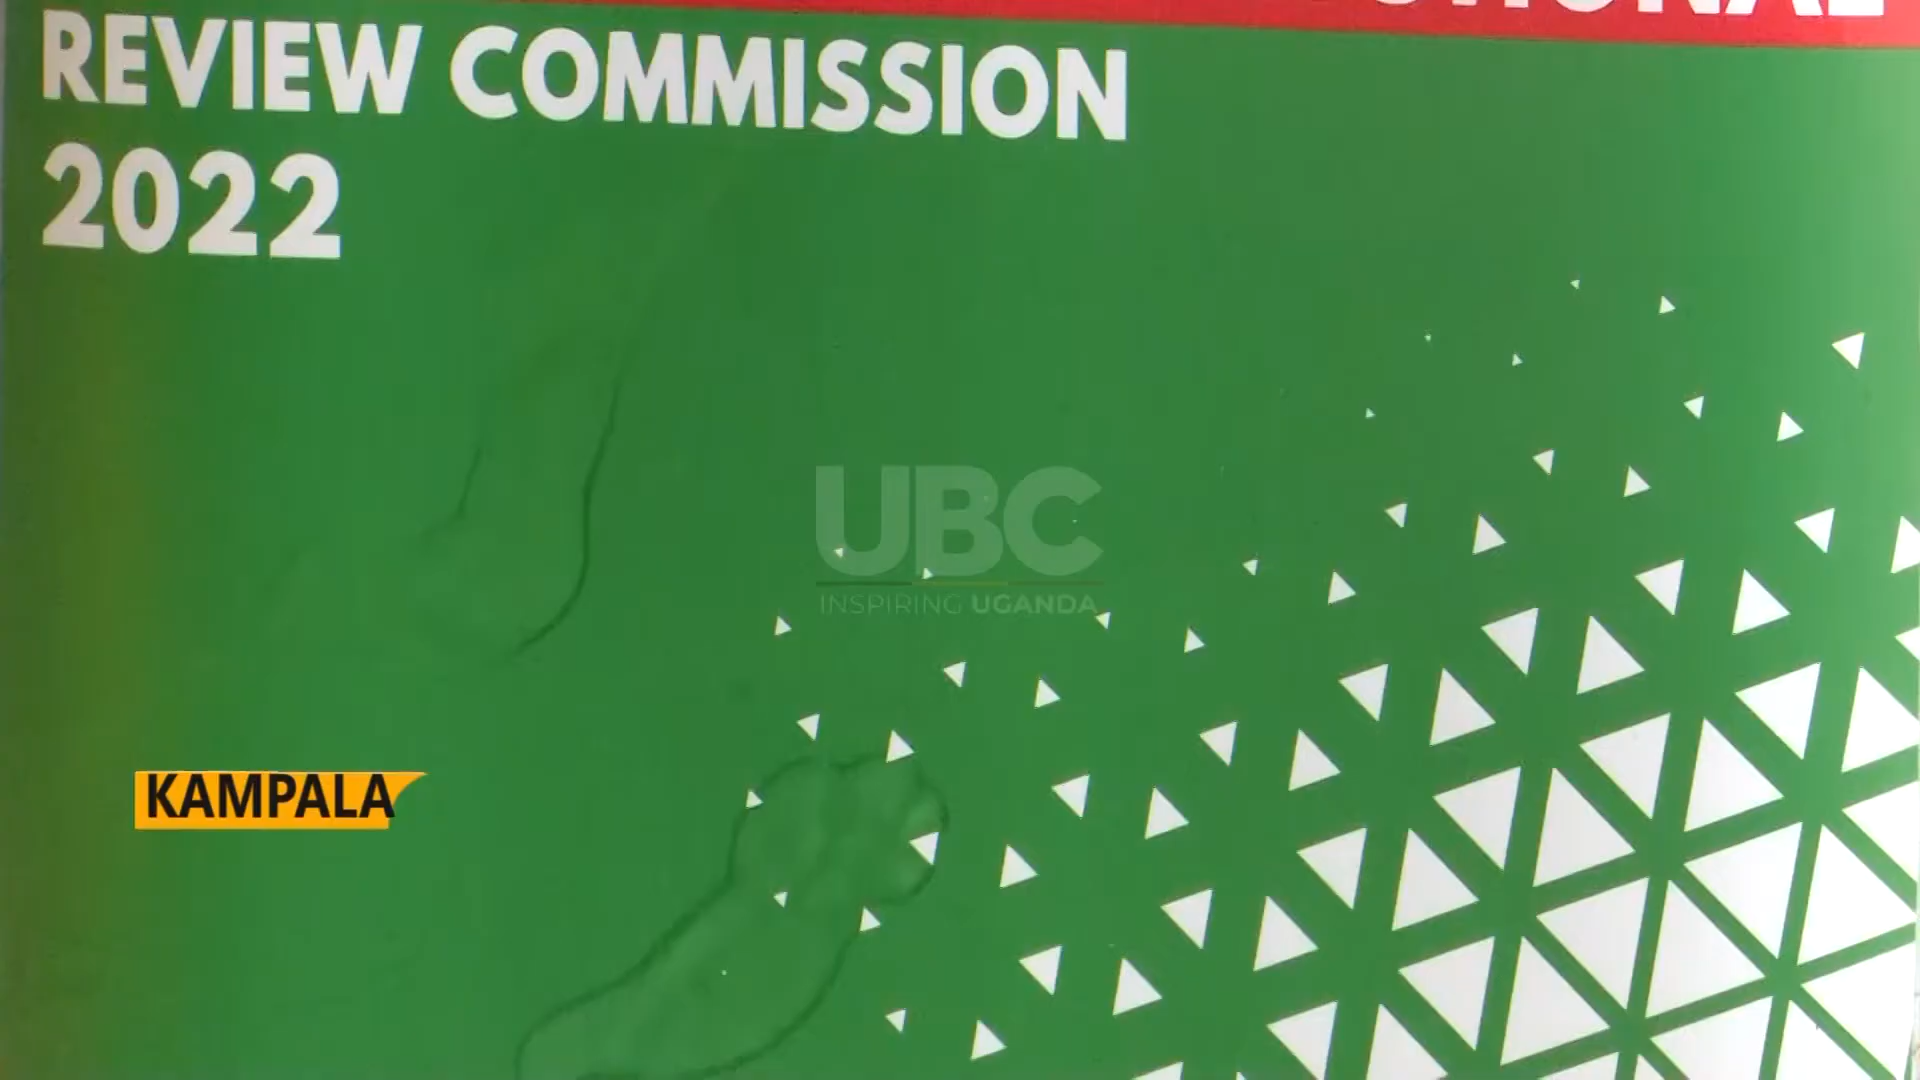 REVIEW COMMISSION
2022
UBC
INSPIRING UGANDA
KAMPALA